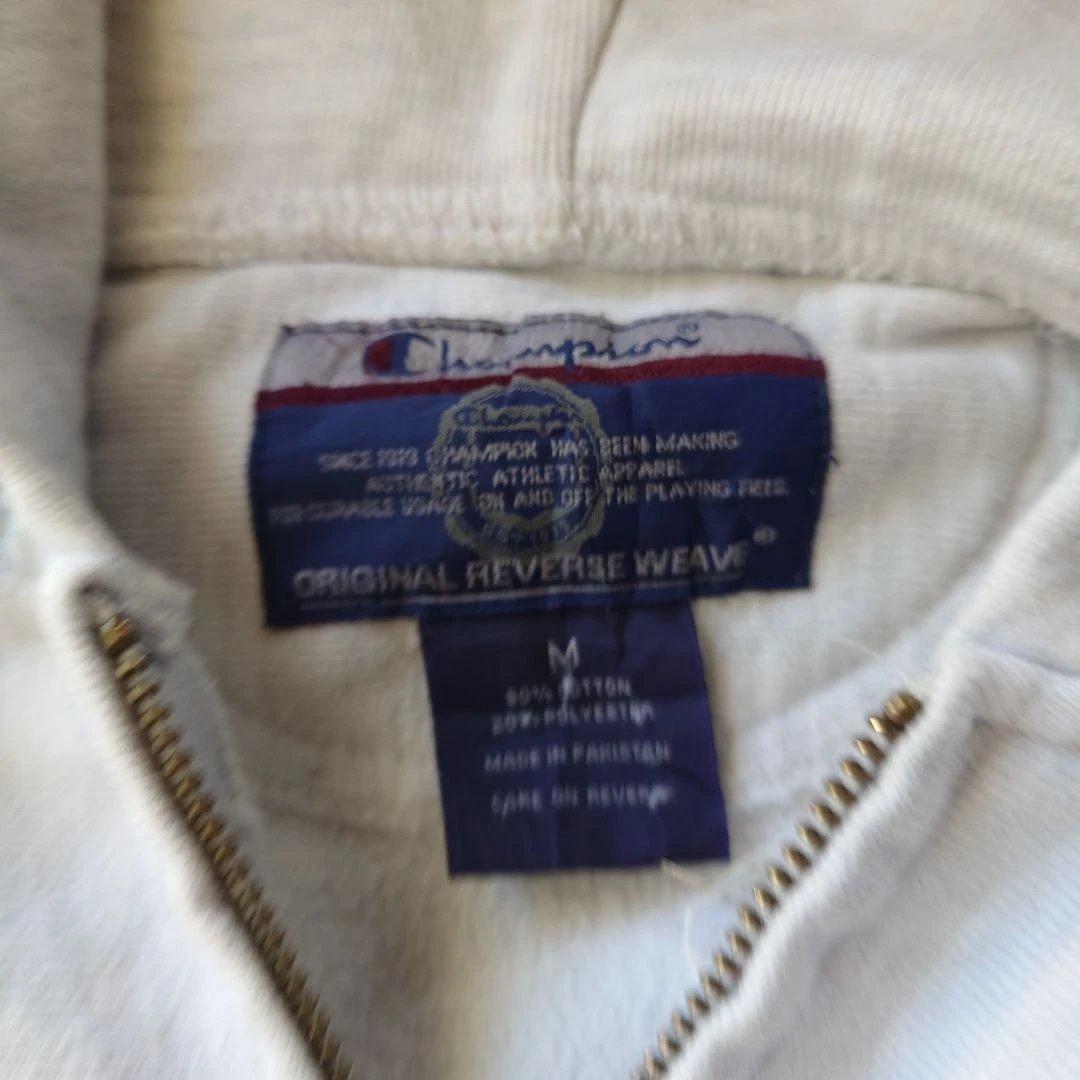 Champion®
Champion
SINCE 1919 CHAMPION HAS BEEN MAKING
AUTHENTIC ATHLETIC APPAREL
FOR DURABLE USAGE ON AND OFF THE PLAYING
ORIGINAL REVERSE WEAVE®
M
80% COTTON
20% POLYESTER
MADE IN PAKISTAN
CARE ON REVERSE